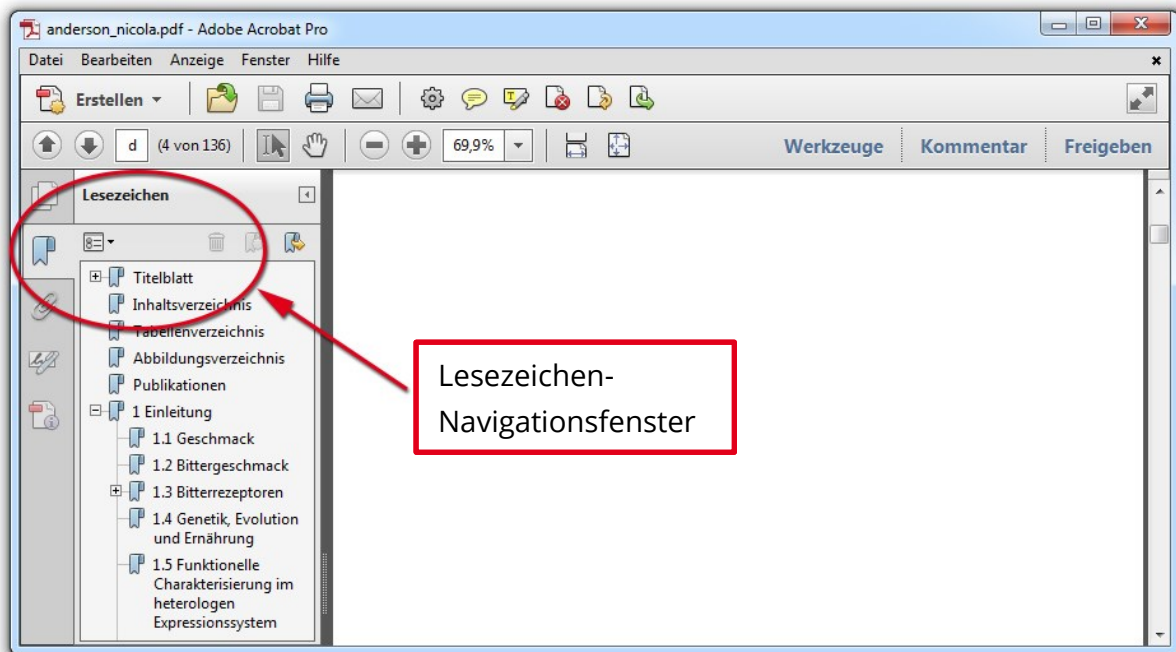 anderson_nicola.pdf - Adobe Acrobat Pro
Datei Bearbeiten Anzeige Fenster Hilfe
Erstellen
d (4 von 136) 69,9% Werkzeuge Kommentar Freigeben
Lesezeichen
Titelblatt
Inhaltsverzeichnis
Tabellenverzeichnis
Abbildungsverzeichnis
Publikationen
1 Einleitung
1.1 Geschmack
1.2 Bittergeschmack
1.3 Bitterrezeptoren
1.4 Genetik, Evolution
und Ernährung
1.5 Funktionelle
Charakterisierung im
heterologen
Expressionssystem
Lesezeichen-
Navigationsfenster